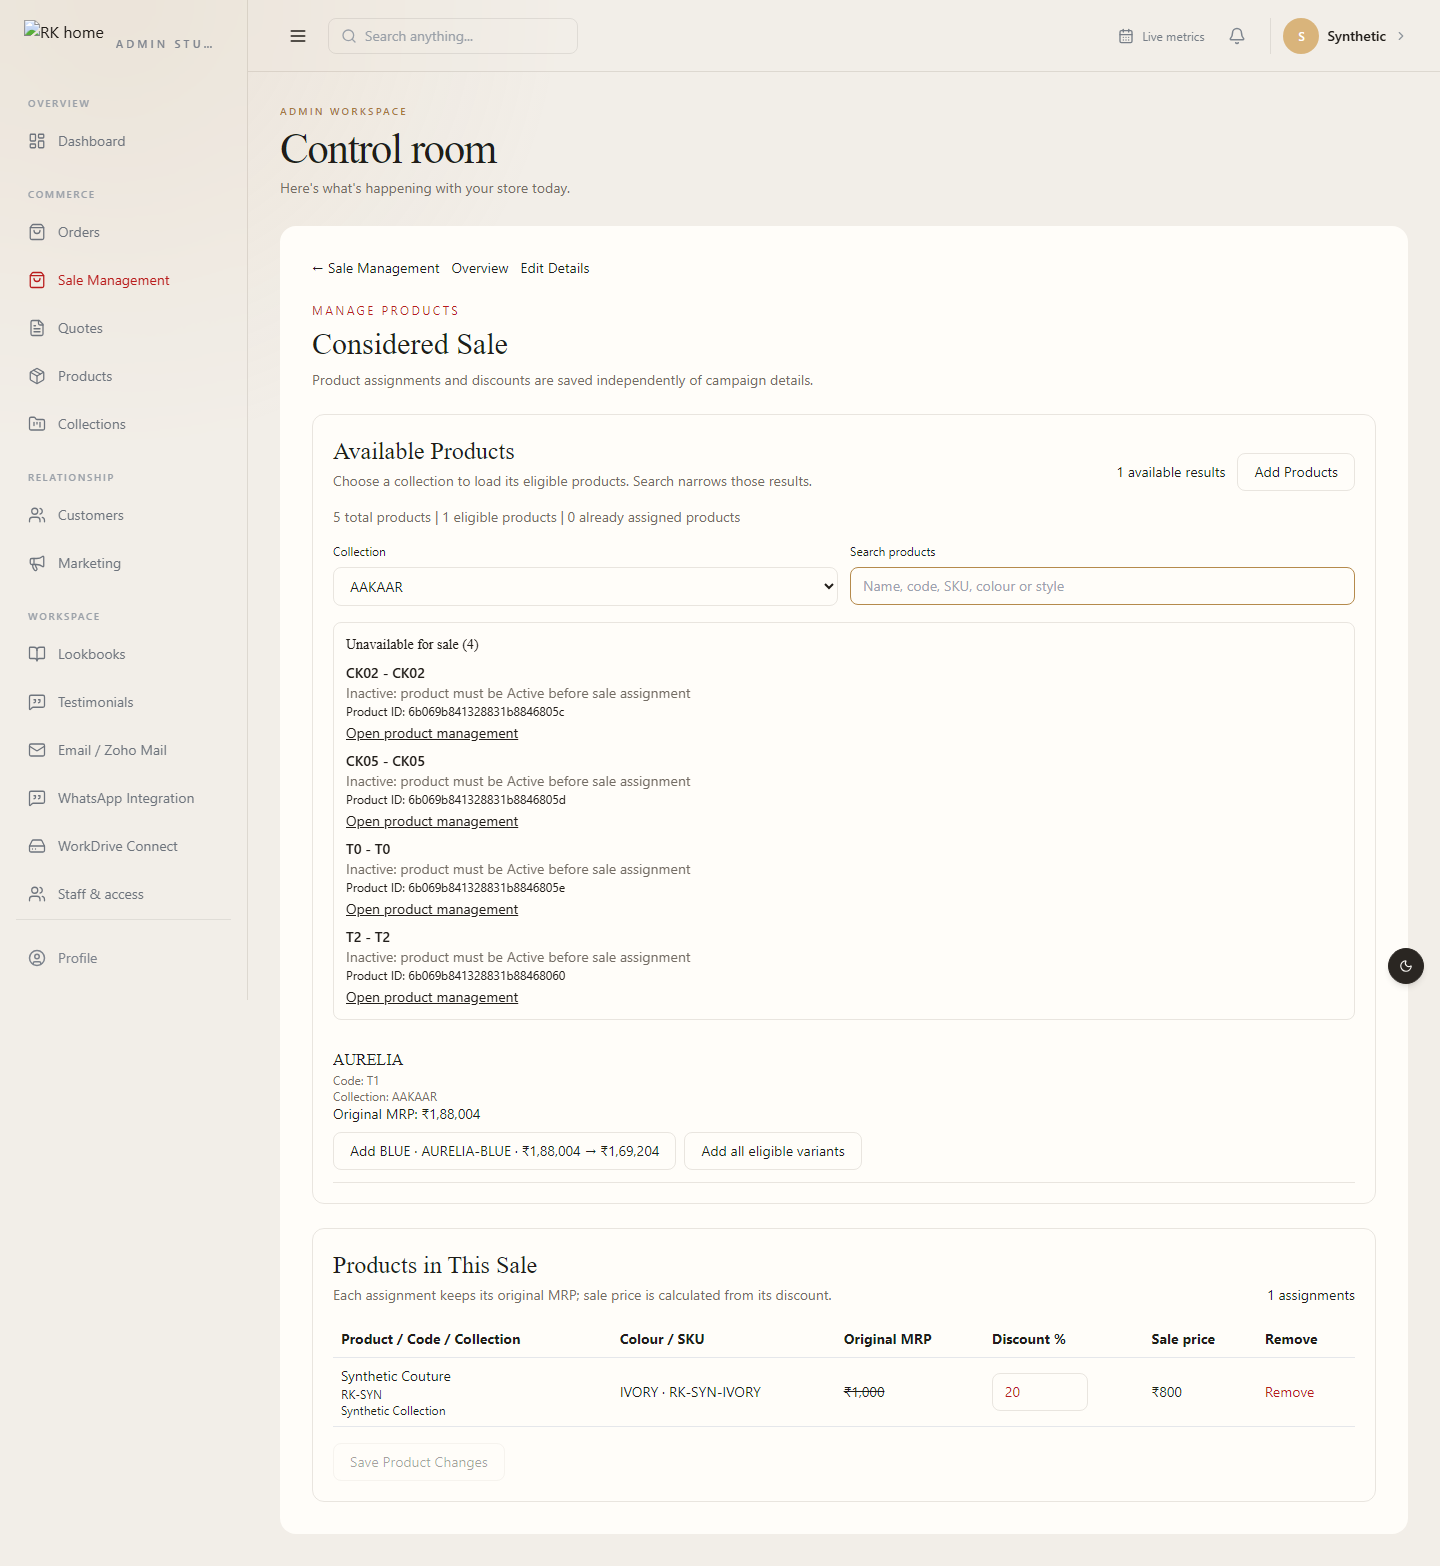 RK home
ADMIN STU...
Search anything...
Live metrics
S
Synthetic
OVERVIEW
Dashboard
COMMERCE
Orders
Sale Management
Quotes
Products
Collections
RELATIONSHIP
Customers
Marketing
WORKSPACE
Lookbooks
Testimonials
Email / Zoho Mail
WhatsApp Integration
WorkDrive Connect
Staff & access
Profile
ADMIN WORKSPACE
Control room
Here's what's happening with your store today.
← Sale Management Overview Edit Details
MANAGE PRODUCTS
Considered Sale
Product assignments and discounts are saved independently of campaign details.
Available Products
Choose a collection to load its eligible products. Search narrows those results.
1 available results
Add Products
5 total products | 1 eligible products | 0 already assigned products
Collection
AAKAAR
Search products
Name, code, SKU, colour or style
Unavailable for sale (4)
CK02 - CK02
Inactive: product must be Active before sale assignment
Product ID: 6b069b841328831b8846805c
Open product management
CK05 - CK05
Inactive: product must be Active before sale assignment
Product ID: 6b069b841328831b8846805d
Open product management
T0 - T0
Inactive: product must be Active before sale assignment
Product ID: 6b069b841328831b8846805e
Open product management
T2 - T2
Inactive: product must be Active before sale assignment
Product ID: 6b069b841328831b88468060
Open product management
AURELIA
Code: T1
Collection: AAKAAR
Original MRP: ₹1,88,004
Add BLUE · AURELIA-BLUE · ₹1,88,004 → ₹1,69,204
Add all eligible variants
Products in This Sale
Each assignment keeps its original MRP; sale price is calculated from its discount.
1 assignments
Product / Code / Collection Colour / SKU Original MRP Discount % Sale price Remove
Synthetic Couture
RK-SYN
Synthetic Collection
IVORY · RK-SYN-IVORY ₹1,000 20 ₹800 Remove
Save Product Changes